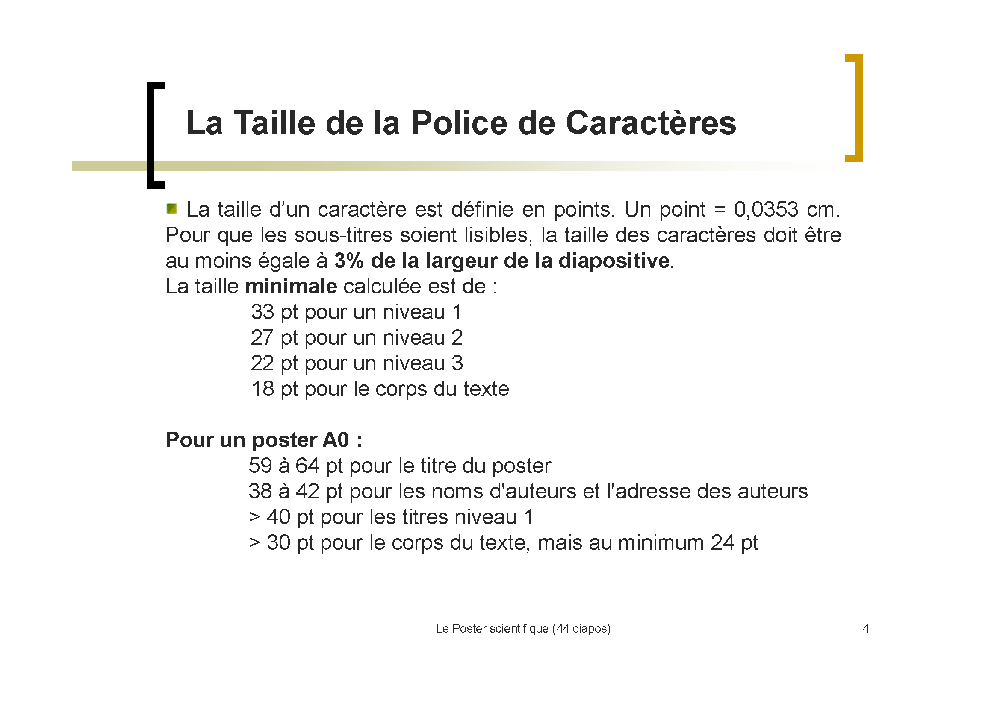 La Taille de la Police de Caractères
La taille d’un caractère est définie en points. Un point = 0,0353 cm.
Pour que les sous-titres soient lisibles, la taille des caractères doit être
au moins égale à 3% de la largeur de la diapositive.
La taille minimale calculée est de :
33 pt pour un niveau 1
27 pt pour un niveau 2
22 pt pour un niveau 3
18 pt pour le corps du texte
Pour un poster A0 :
59 à 64 pt pour le titre du poster
38 à 42 pt pour les noms d'auteurs et l'adresse des auteurs
> 40 pt pour les titres niveau 1
> 30 pt pour le corps du texte, mais au minimum 24 pt
Le Poster scientifique (44 diapos)
4